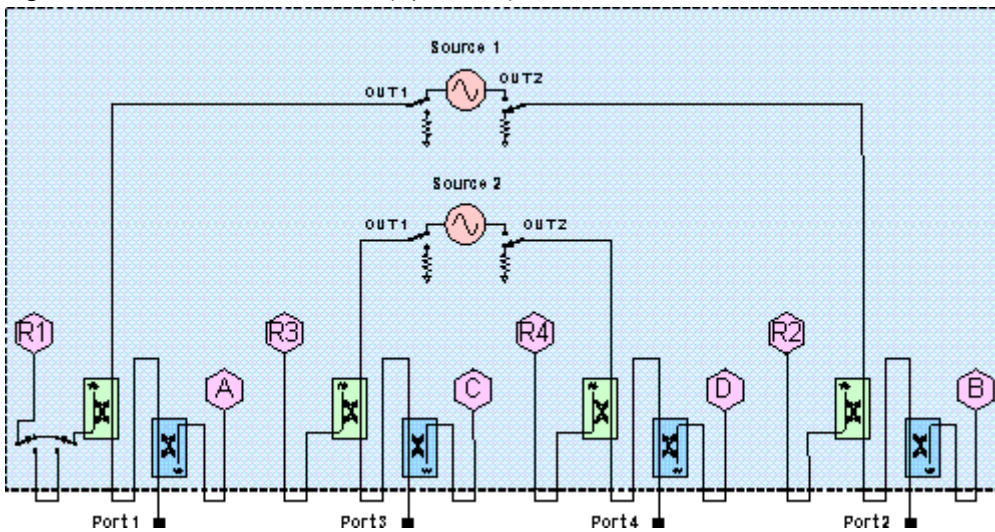 Source 1
OUT1
OUT2
Source 2
OUT1
OUT2
R1
R3
R4
R2
A
C
D
B
Port1
Port3
Port4
Port2